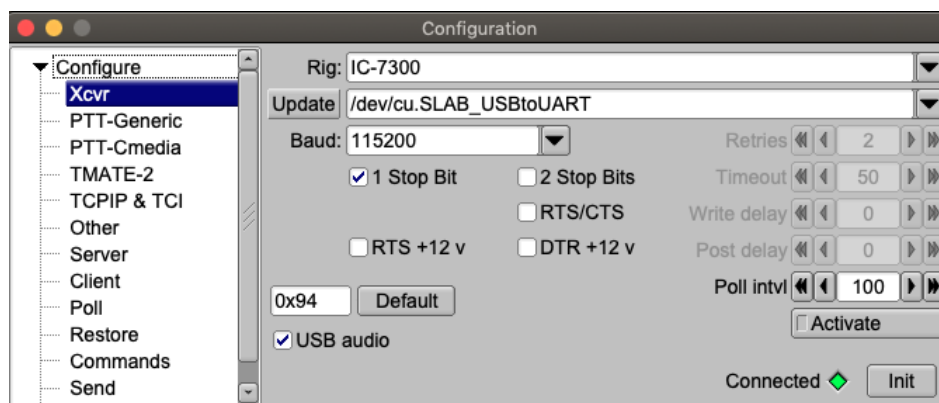 Configuration
Configure
Xcvr
PTT-Generic
PTT-Cmedia
TMATE-2
TCPIP & TCI
Other
Server
Client
Poll
Restore
Commands
Send
Rig: IC-7300
Update /dev/cu.SLAB_USBtoUART
Baud: 115200
Retries 2
1 Stop Bit 2 Stop Bits
Timeout 50
RTS/CTS
Write delay 0
RTS +12 v DTR +12 v
Post delay 0
Poll intvl 100
0x94 Default
Activate
USB audio
Connected Init